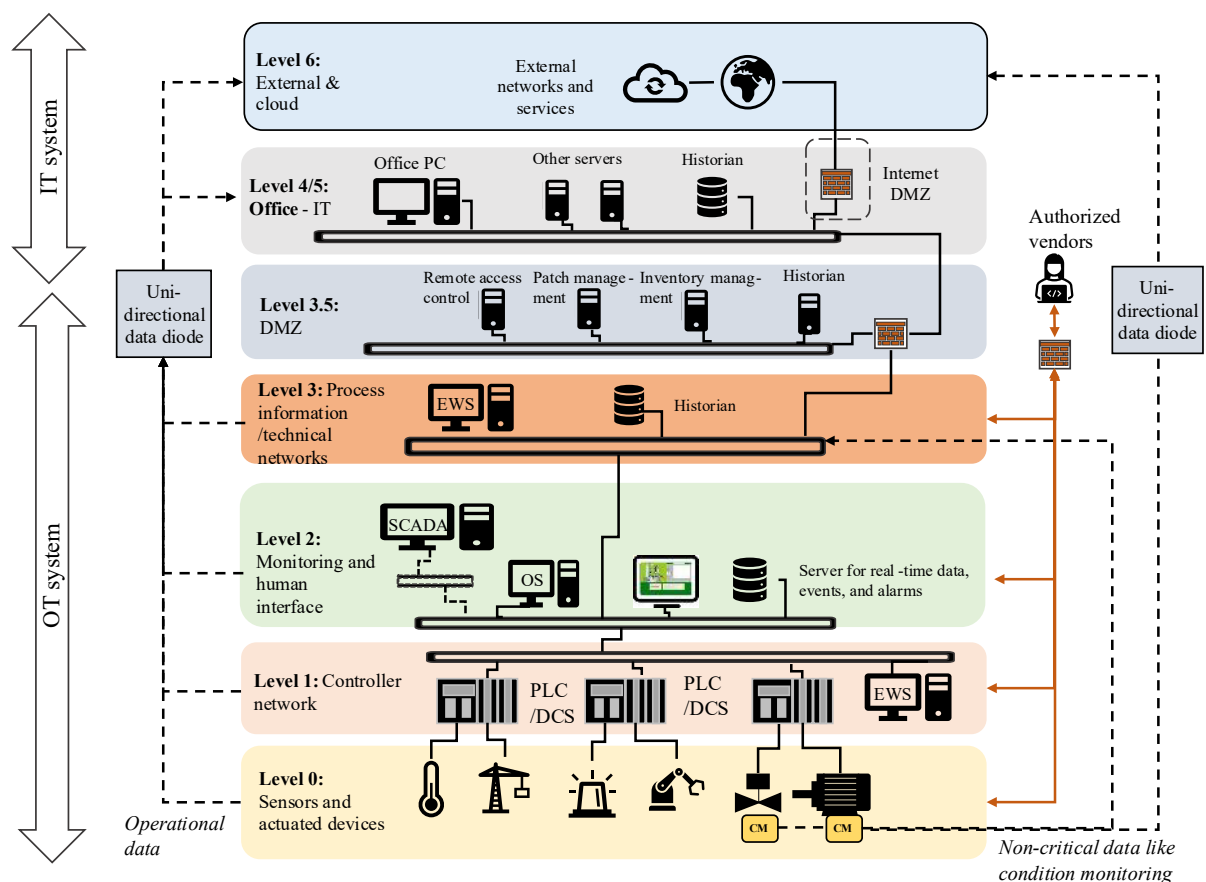 IT system
OT system
Level 6:
External &
cloud
External
networks and
services
Level 4/5:
Office - IT
Office PC
Other servers
Historian
Internet
DMZ
Authorized
vendors
Uni-
directional
data diode
Level 3.5:
DMZ
Remote access
control
Patch manage -
ment
Inventory manag-
ment
Historian
Uni-
directional
data diode
Level 3: Process
information
/technical
networks
EWS
Historian
Level 2:
Monitoring and
human
interface
SCADA
OS
Server for real -time data,
events, and alarms
Level 1: Controller
network
PLC
/DCS
PLC
/DCS
EWS
Level 0:
Sensors and
actuated devices
CM
CM
Operational
data
Non-critical data like
condition monitoring